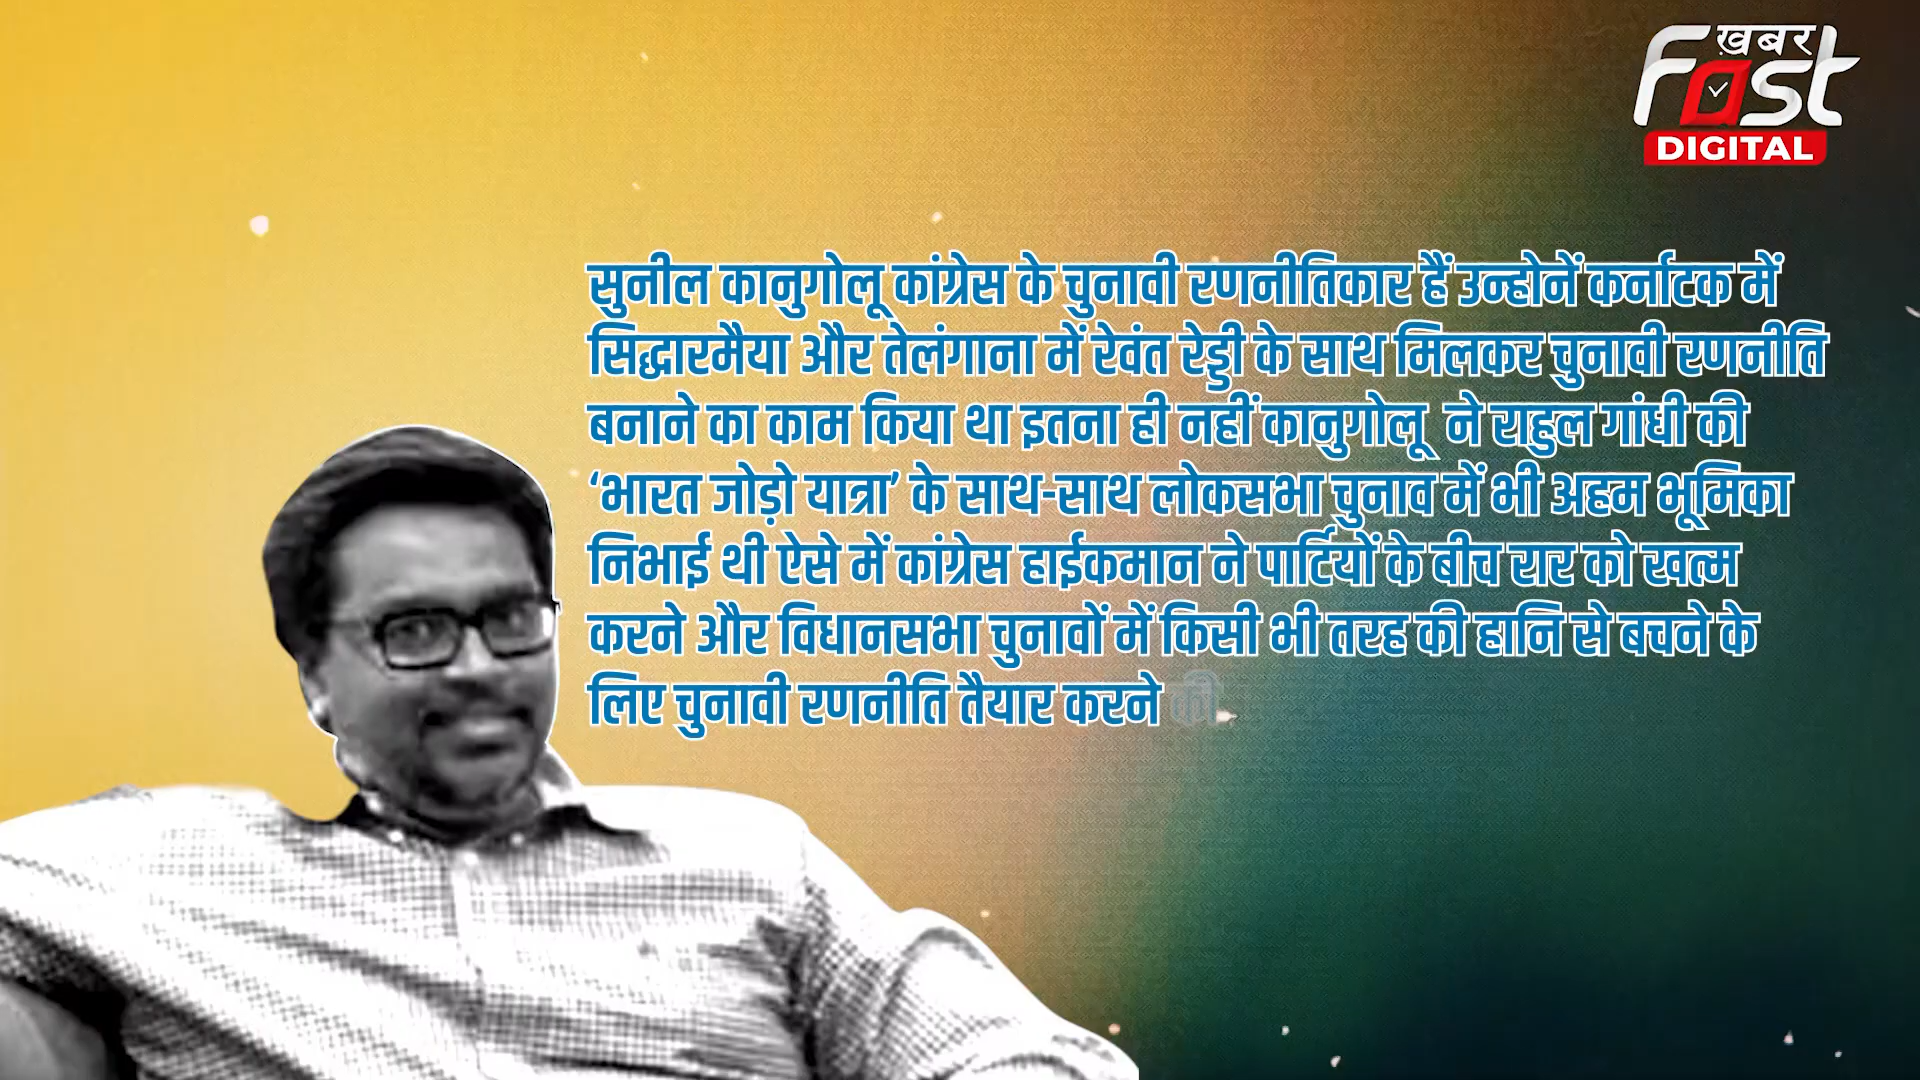 ख़बर
Fast
DIGITAL
सुनील कानुगोलू कांग्रेस के चुनावी रणनीतिकार हैं उन्होनें कर्नाटक में
सिद्धारमैया और तेलंगाना में रेवंत रेड्डी के साथ मिलकर चुनावी रणनीति
बनाने का काम किया था इतना ही नहीं कानुगोलू ने राहुल गांधी की
‘भारत जोड़ो यात्रा’ के साथ-साथ लोकसभा चुनाव में भी अहम भूमिका
निभाई थी ऐसे में कांग्रेस हाईकमान ने पार्टियों के बीच रार को खत्म
करने और विधानसभा चुनावों में किसी भी तरह की हानि से बचने के
लिए चुनावी रणनीति तैयार करने की